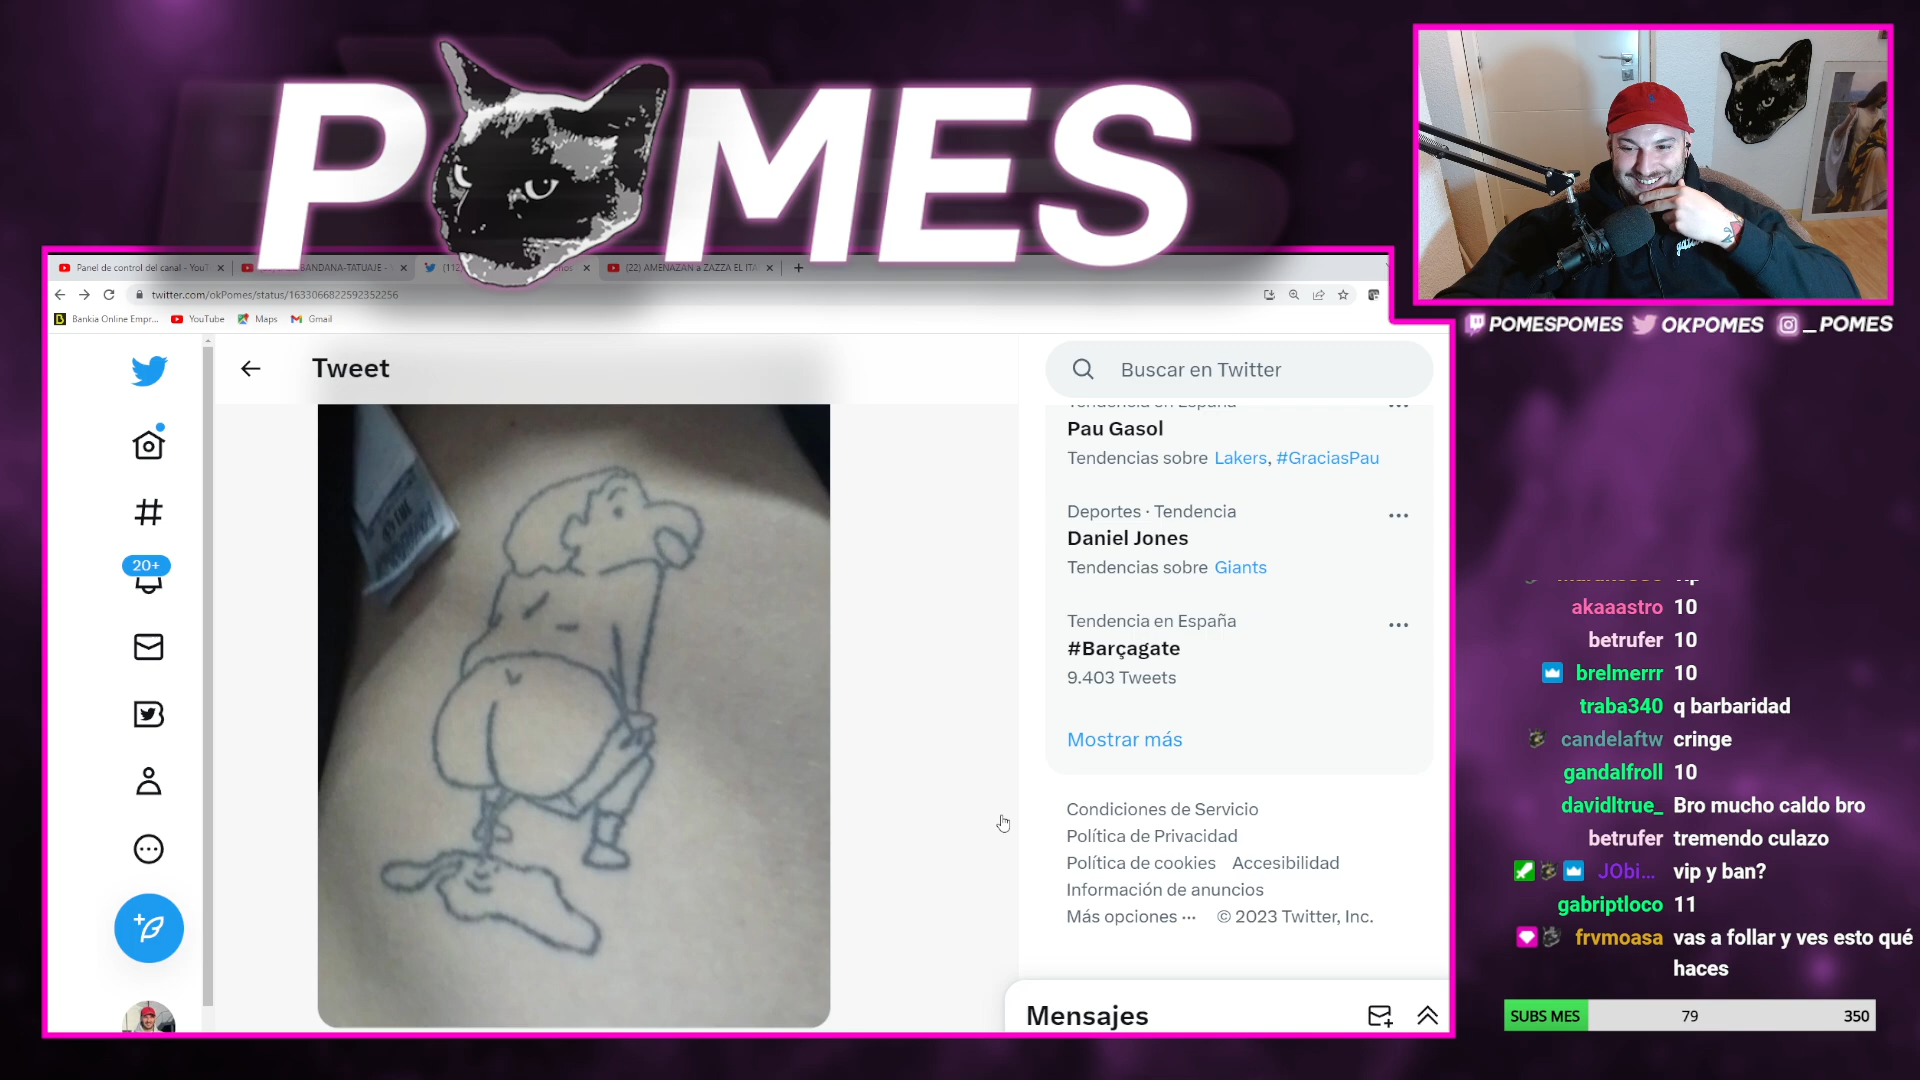 POMES
Panel de control del canal - YouT
BANDANA-TATUAJE -
(22) AMENAZAN a ZAZZA EL ITA
twitter.com/okPomes/status/1633066822592352256
Bankia Online Empr...
YouTube
Maps
Gmail
POMESPOMES
OKPOMES
_POMES
Tweet
Buscar en Twitter
20+
Tendencia en España
Pau Gasol
Tendencias sobre Lakers, #GraciasPau
Deportes · Tendencia
Daniel Jones
Tendencias sobre Giants
Tendencia en España
#Barçagate
9.403 Tweets
Mostrar más
Condiciones de Servicio
Política de Privacidad
Política de cookies Accesibilidad
Información de anuncios
Más opciones ··· © 2023 Twitter, Inc.
Mensajes
akaaastro 10
betrufer 10
brelmerrr 10
traba340 q barbaridad
candelaftw cringe
gandalfroll 10
davidltrue_ Bro mucho caldo bro
betrufer tremendo culazo
JObi... vip y ban?
gabriptloco 11
frvmoasa vas a follar y ves esto qué
haces
SUBS MES 79 350